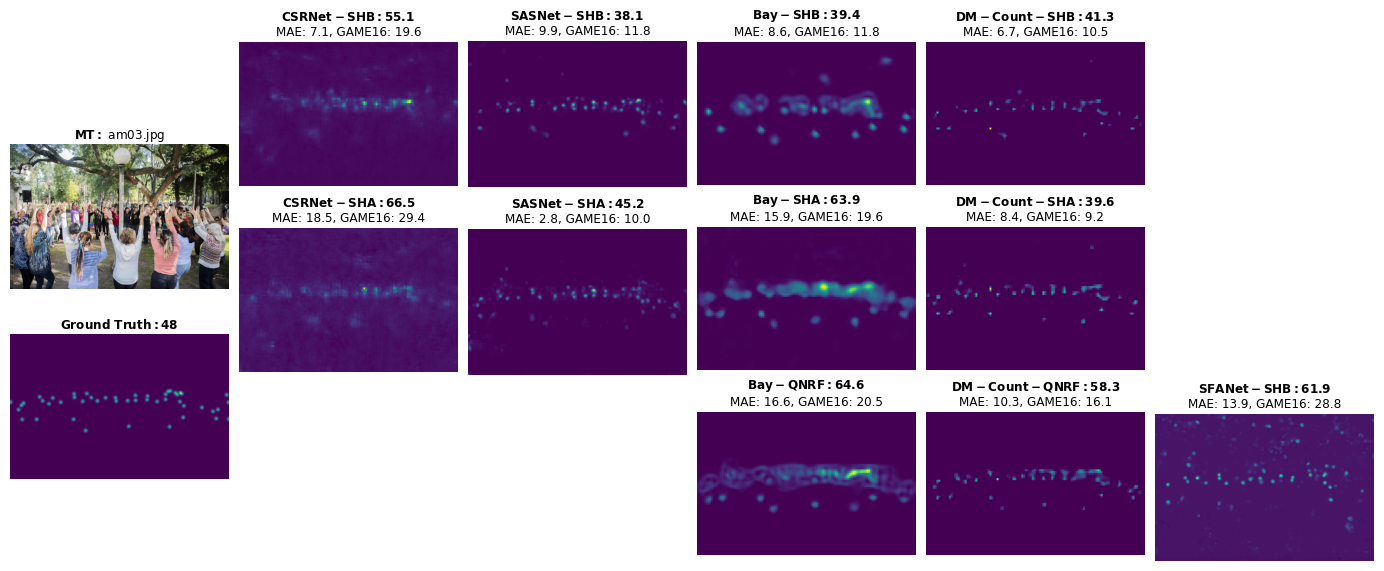 CSRNet − SHB : 55.1
MAE: 7.1, GAME16: 19.6
SASNet − SHB : 38.1
MAE: 9.9, GAME16: 11.8
Bay − SHB : 39.4
MAE: 8.6, GAME16: 11.8
DM − Count − SHB : 41.3
MAE: 6.7, GAME16: 10.5
MT : am03.jpg
CSRNet − SHA : 66.5
MAE: 18.5, GAME16: 29.4
SASNet − SHA : 45.2
MAE: 2.8, GAME16: 10.0
Bay − SHA : 63.9
MAE: 15.9, GAME16: 19.6
DM − Count − SHA : 39.6
MAE: 8.4, GAME16: 9.2
Ground Truth : 48
Bay − QNRF : 64.6
MAE: 16.6, GAME16: 20.5
DM − Count − QNRF : 58.3
MAE: 10.3, GAME16: 16.1
SFANet − SHB : 61.9
MAE: 13.9, GAME16: 28.8